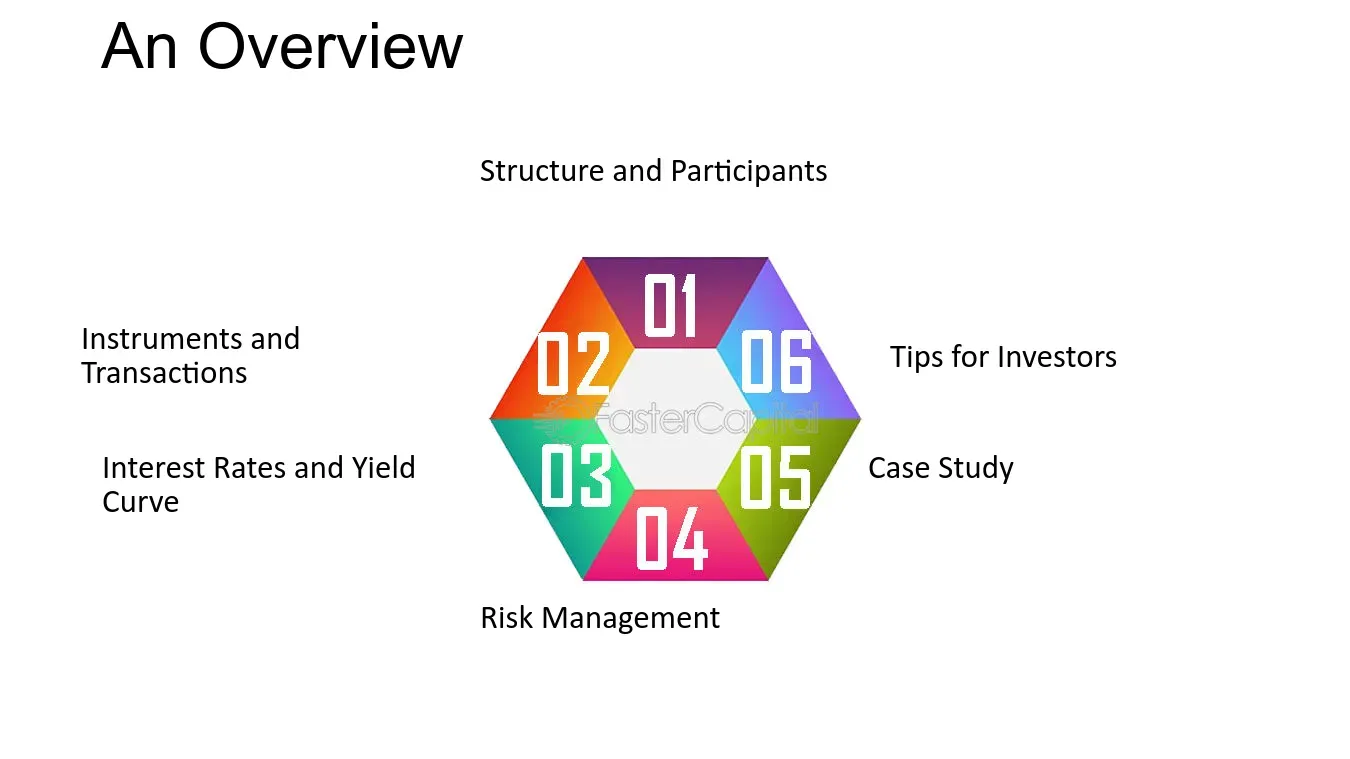 An Overview
Structure and Participants
01
02
06
Instruments and
Transactions
Tips for Investors
FasterCapital
03
05
Interest Rates and Yield
Curve
Case Study
04
Risk Management